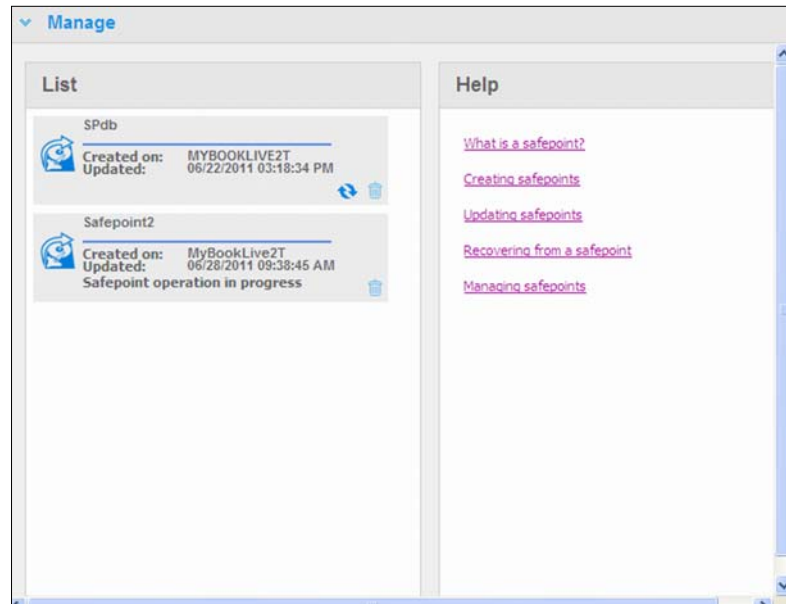 Manage
List
SPdb
Created on: MYBOOKLIVE2T
Updated: 06/22/2011 03:18:34 PM
Safepoint2
Created on: MyBookLive2T
Updated: 06/28/2011 09:38:45 AM
Safepoint operation in progress
Help
What is a safepoint?
Creating safepoints
Updating safepoints
Recovering from a safepoint
Managing safepoints